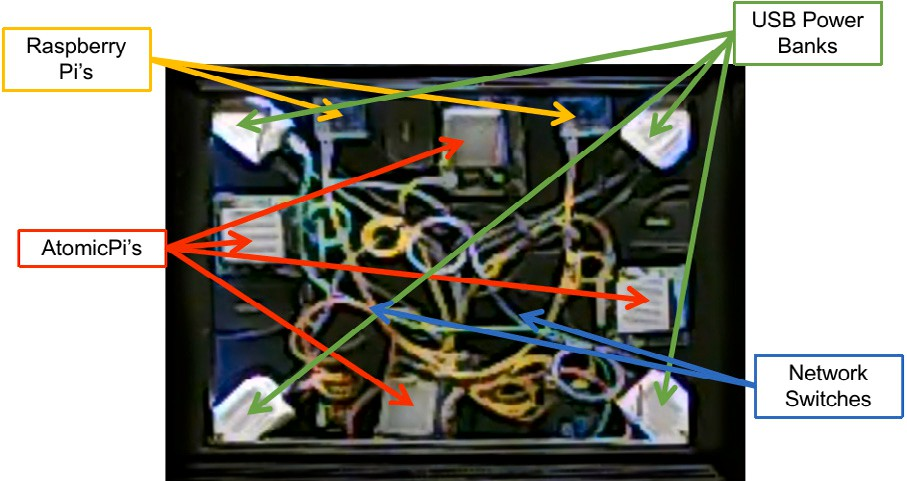 USB Power
Banks
Raspberry
Pi's
AtomicPi's
Network
Switches